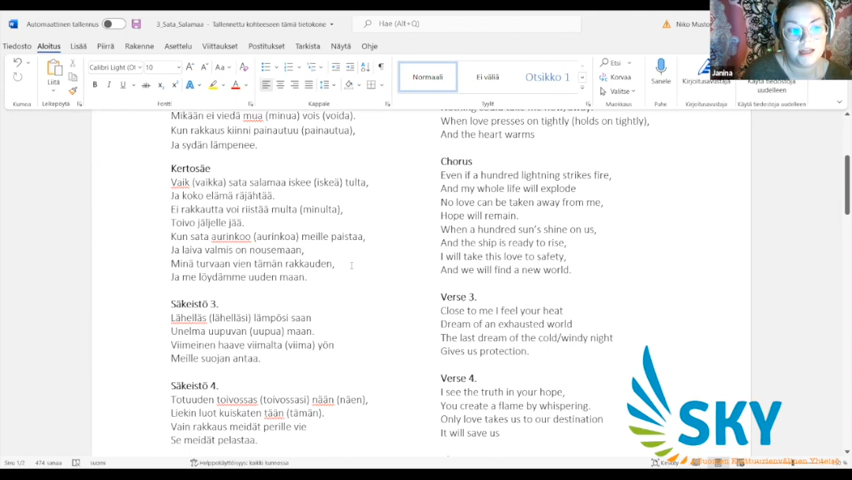 Automaattinen tallennus
3_Sata_Salamaa - Tallennettu kohteeseen tämä tietokone
Hae (Alt+Q)
Niko
Tiedosto Aloitus Lisää Piirrä Rakenne Asettelu Viittaukset Postitukset Tarkista Näytä Ohje
Calibri Light (O 10
Liitä
Normaali
Ei väliä
Otsikko 1
Etsi
Korvaa
Valitse
Sanele
Janina
Kumoa
Leikepöytä
Fontti
Kappale
Tyylit
Muokkaus
Puhe
Mikään ei viedä mua (minua) vois (voida).
Kun rakkaus kiinni painautuu (painautua),
Ja sydän lämpenee.
Kertosäe
Vaik (vaikka) sata salamaa iskee (iskeä) tulta,
Ja koko elämä räjähtää.
Ei rakkautta voi riistää multa (minulta),
Toivo jäljelle jää.
Kun sata aurinkoo (aurinkoa) meille paistaa,
Ja laiva valmis on nousemaan,
Minä turvaan vien tämän rakkauden,
Ja me löydämme uuden maan.
Säkeistö 3.
Lähelläs (lähelläsi) lämpösi saan
Unelma uupuvan (uupua) maan.
Viimeinen haave viimalta (viima) yön
Meille suojan antaa.
Säkeistö 4.
Totuuden toivossas (toivossasi) nään (näen),
Liekin luot kuiskaten tään (tämän).
Vain rakkaus meidät perille vie
Se meidät pelastaa.
When love presses on tightly (holds on tightly),
And the heart warms
Chorus
Even if a hundred lightning strikes fire,
And my whole life will explode
No love can be taken away from me,
Hope will remain.
When a hundred sun's shine on us,
And the ship is ready to rise,
I will take this love to safety,
And we will find a new world.
Verse 3.
Close to me I feel your heat
Dream of an exhausted world
The last dream of the cold/windy night
Gives us protection.
Verse 4.
I see the truth in your hope,
You create a flame by whispering.
Only love takes us to our destination
It will save us
SKY
Sivu 1/2 474 sanaa suomi Helppokäyttöisyys: kaikki kunnossa